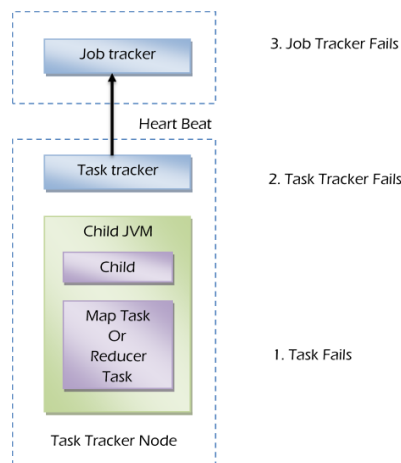 Job tracker
3. Job Tracker Fails
Heart Beat
Task tracker
2. Task Tracker Fails
Child JVM
Child
Map Task
Or
Reducer
Task
1. Task Fails
Task Tracker Node